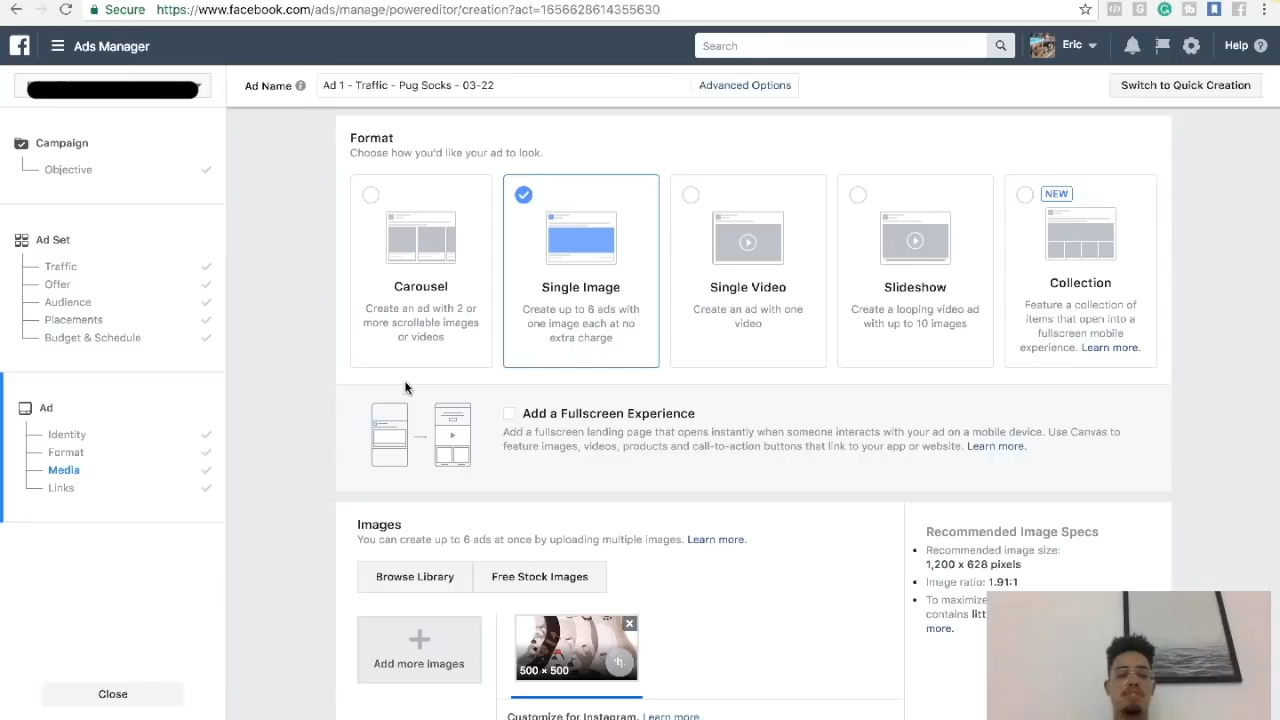 Secure https://www.facebook.com/ads/manage/powereditor/creation?act=1656628614355630
Ads Manager
Search
Eric
Help
Ad Name
Ad 1 - Traffic - Pug Socks - 03-22
Advanced Options
Switch to Quick Creation
Campaign
Objective
Ad Set
Traffic
Offer
Audience
Placements
Budget & Schedule
Ad
Identity
Format
Media
Links
Close
Format
Choose how you'd like your ad to look.
Carousel
Create an ad with 2 or
more scrollable images
or videos
Single Image
Create up to 6 ads with
one image each at no
extra charge
Single Video
Create an ad with one
video
Slideshow
Create a looping video ad
with up to 10 images
NEW
Collection
Feature a collection of
items that open into a
fullscreen mobile
experience. Learn more.
Add a Fullscreen Experience
Add a fullscreen landing page that opens instantly when someone interacts with your ad on a mobile device. Use Canvas to
feature images, videos, products and call-to-action buttons that link to your app or website. Learn more.
Images
You can create up to 6 ads at once by uploading multiple images. Learn more.
Browse Library
Free Stock Images
Add more images
500 × 500
Customize for Instagram. Learn more.
Recommended Image Specs
Recommended image size:
1,200 x 628 pixels
Image ratio: 1.91:1
To maximize
contains
more.